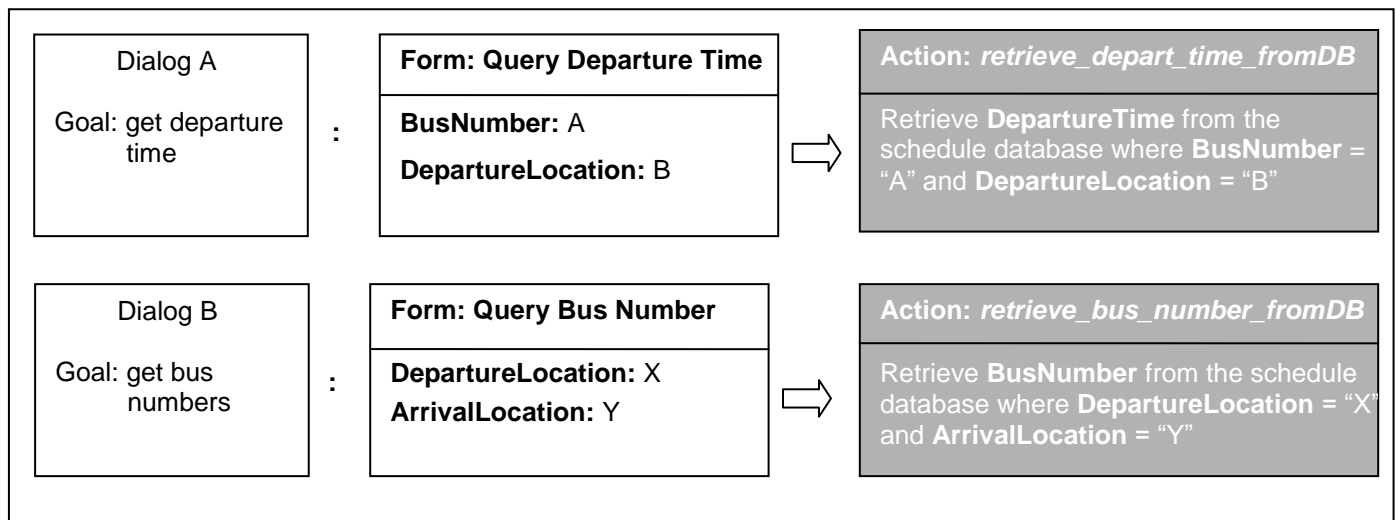 Dialog A
Goal: get departure
time
:
Form: Query Departure Time
BusNumber: A
DepartureLocation: B
Action: retrieve_depart_time_fromDB
Retrieve DepartureTime from the
schedule database where BusNumber =
“A” and DepartureLocation = “B”
Dialog B
Goal: get bus
numbers
:
Form: Query Bus Number
DepartureLocation: X
ArrivalLocation: Y
Action: retrieve_bus_number_fromDB
Retrieve BusNumber from the schedule
database where DepartureLocation = “X”
and ArrivalLocation = “Y”